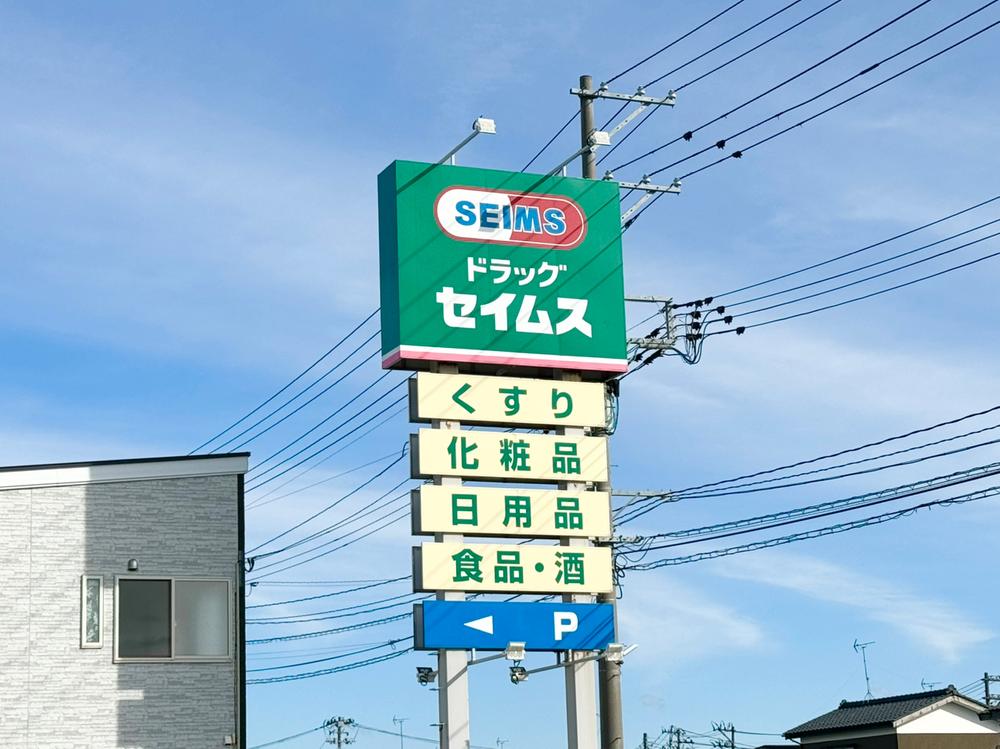 SEIMS
ドラッグ
セイムス
くすり
化粧品
日用品
食品・酒
◀ P